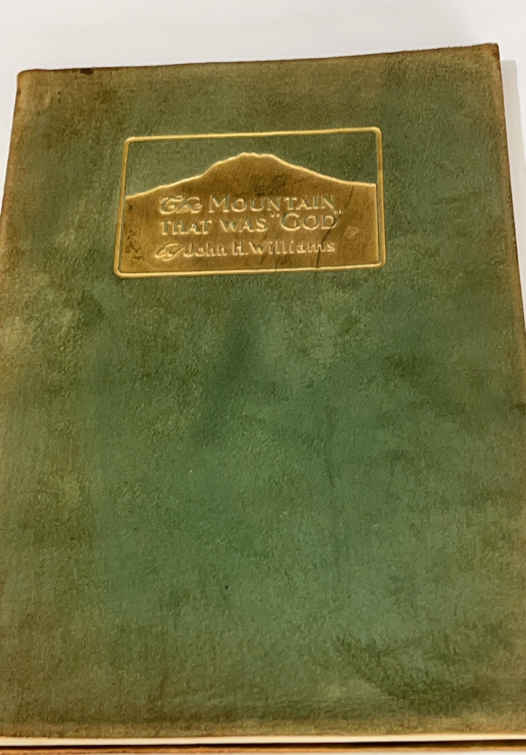 The MOUNTAIN
THAT WAS "GOD"
By John H. Williams